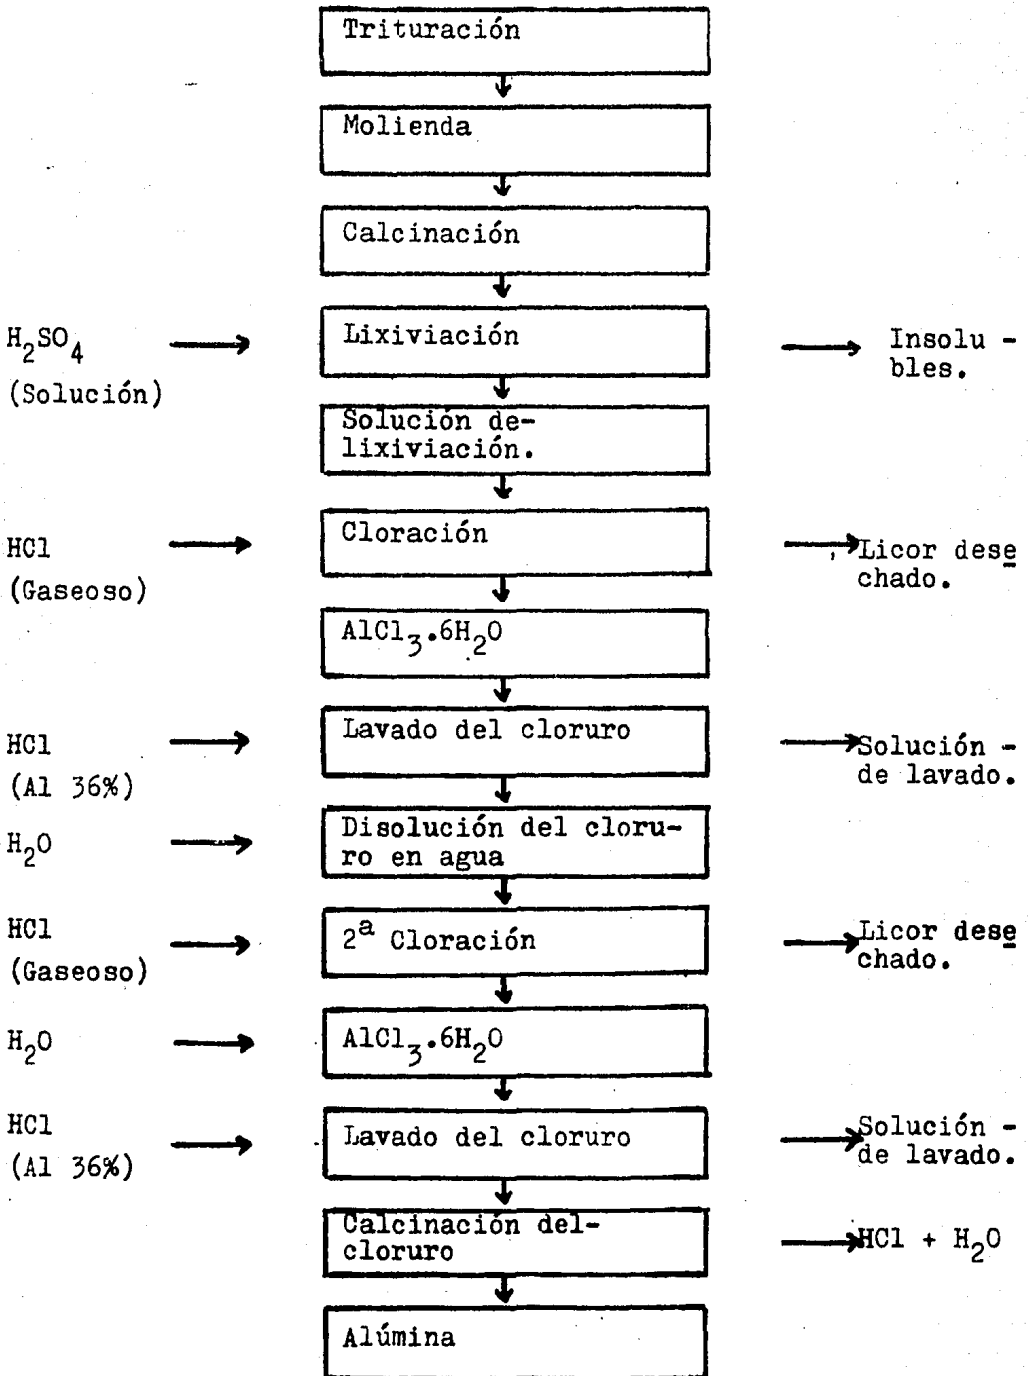 Trituración
Molienda
Calcinación
H2SO4
(Solución)
Lixiviación
Insolu -
bles.
Solución de-
lixiviación.
HCl
(Gaseoso)
Cloración
Licor dese
chado.
AlCl3.6H2O
HCl
(Al 36%)
Lavado del cloruro
Solución -
de lavado.
H2O
Disolución del cloru-
ro en agua
HCl
(Gaseoso)
2a Cloración
Licor dese
chado.
H2O
AlCl3.6H2O
HCl
(Al 36%)
Lavado del cloruro
Solución -
de lavado.
Calcinación del-
cloruro
HCl + H2O
Alúmina